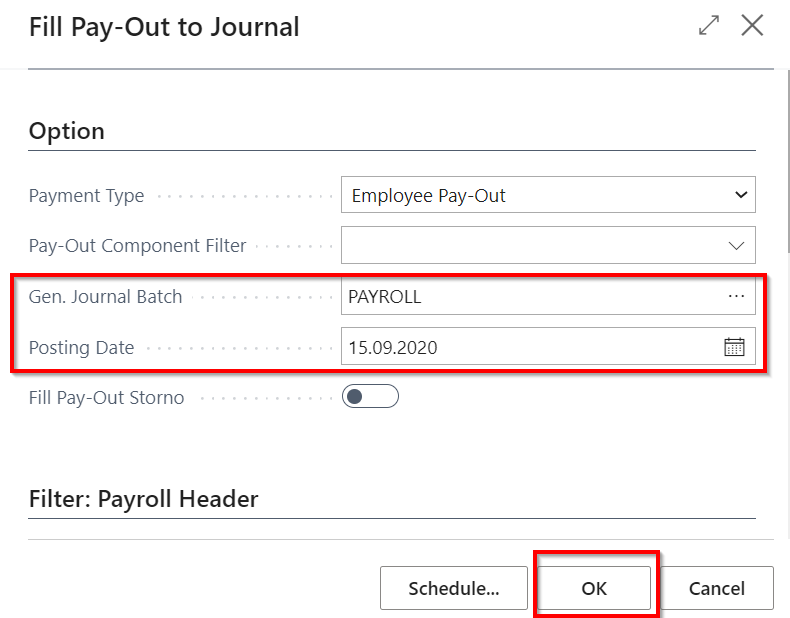 Fill Pay-Out to Journal
Option
Payment Type Employee Pay-Out
Pay-Out Component Filter
Gen. Journal Batch PAYROLL ...
Posting Date 15.09.2020
Fill Pay-Out Storno
Filter: Payroll Header
Schedule... OK Cancel